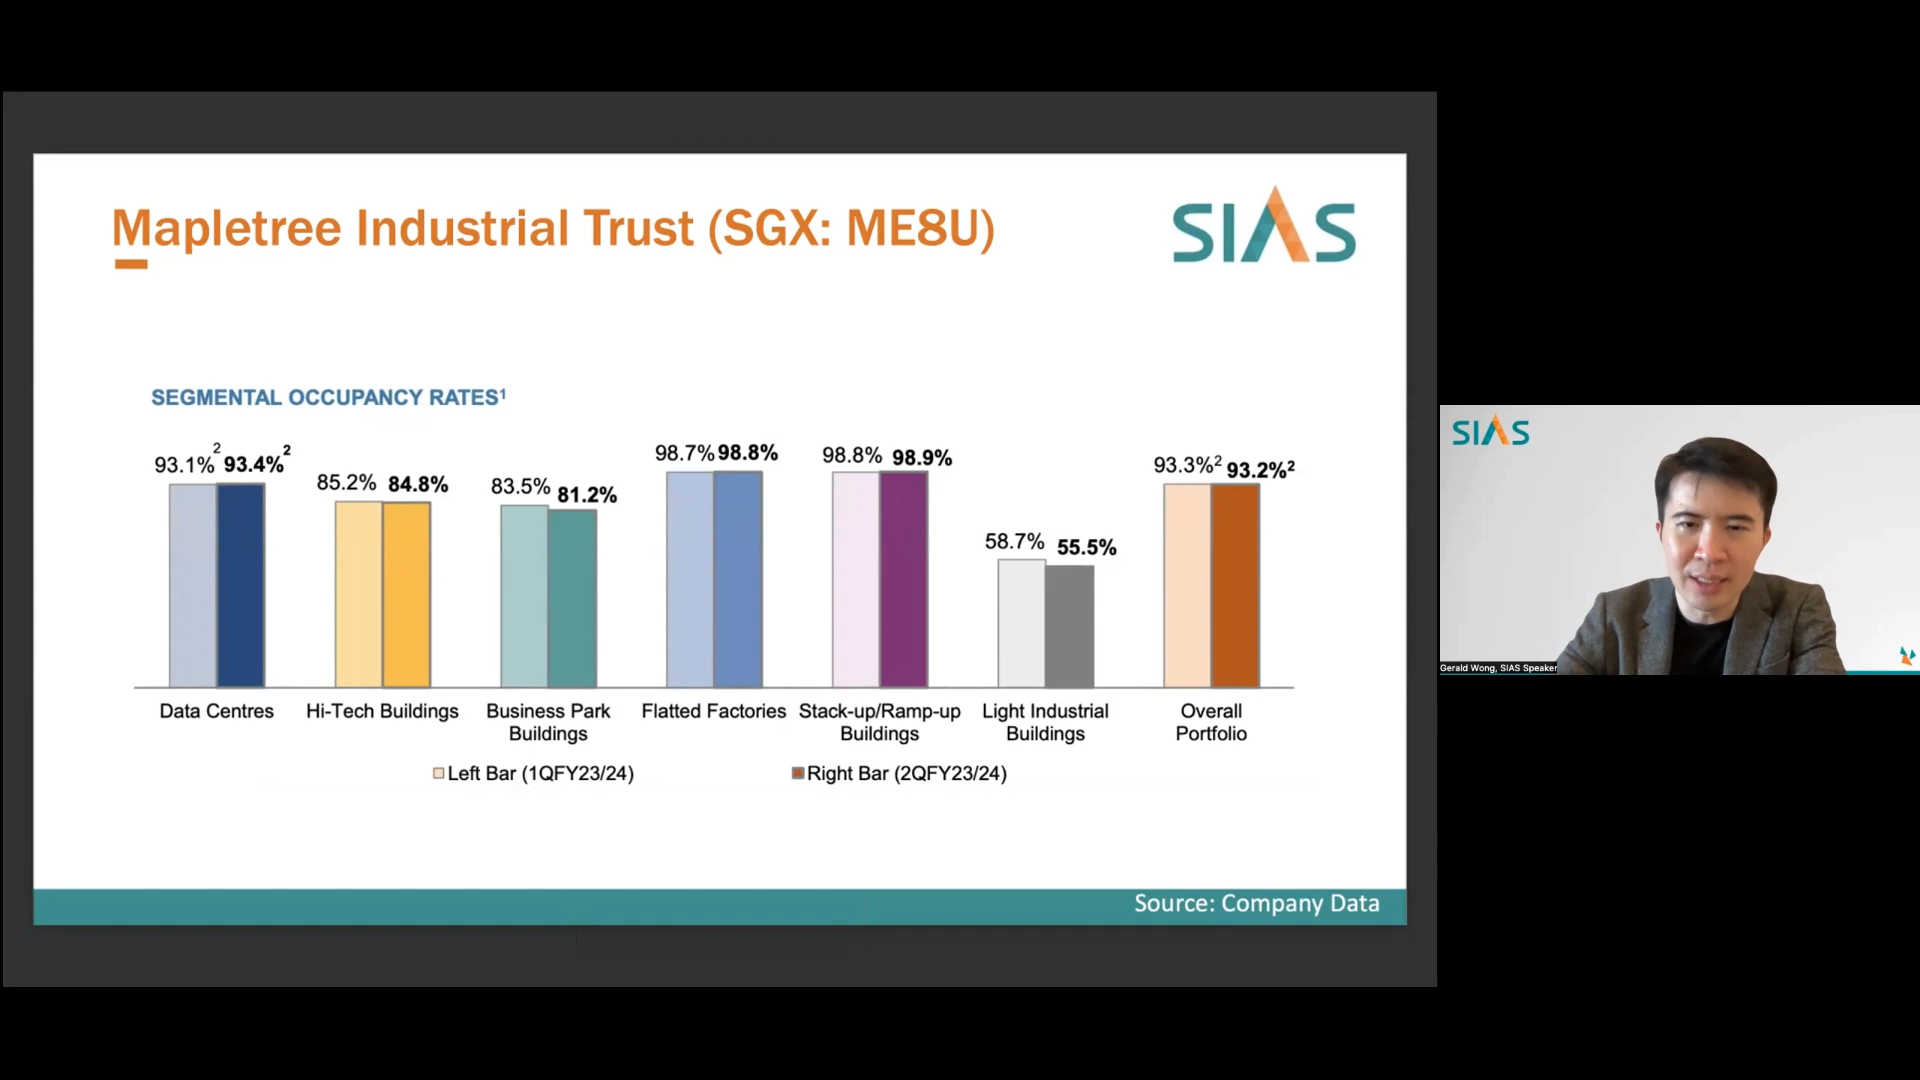 Mapletree Industrial Trust (SGX: ME8U)
SIAS
SEGMENTAL OCCUPANCY RATES¹
93.1%² 93.4%²
85.2% 84.8%
83.5% 81.2%
98.7% 98.8%
98.8% 98.9%
58.7% 55.5%
93.3%² 93.2%²
Data Centres
Hi-Tech Buildings
Business Park
Buildings
Flatted Factories
Stack-up/Ramp-up
Buildings
Light Industrial
Buildings
Overall
Portfolio
Left Bar (1QFY23/24)
Right Bar (2QFY23/24)
Source: Company Data
SIAS
Gerald Wong, SIAS Speaker